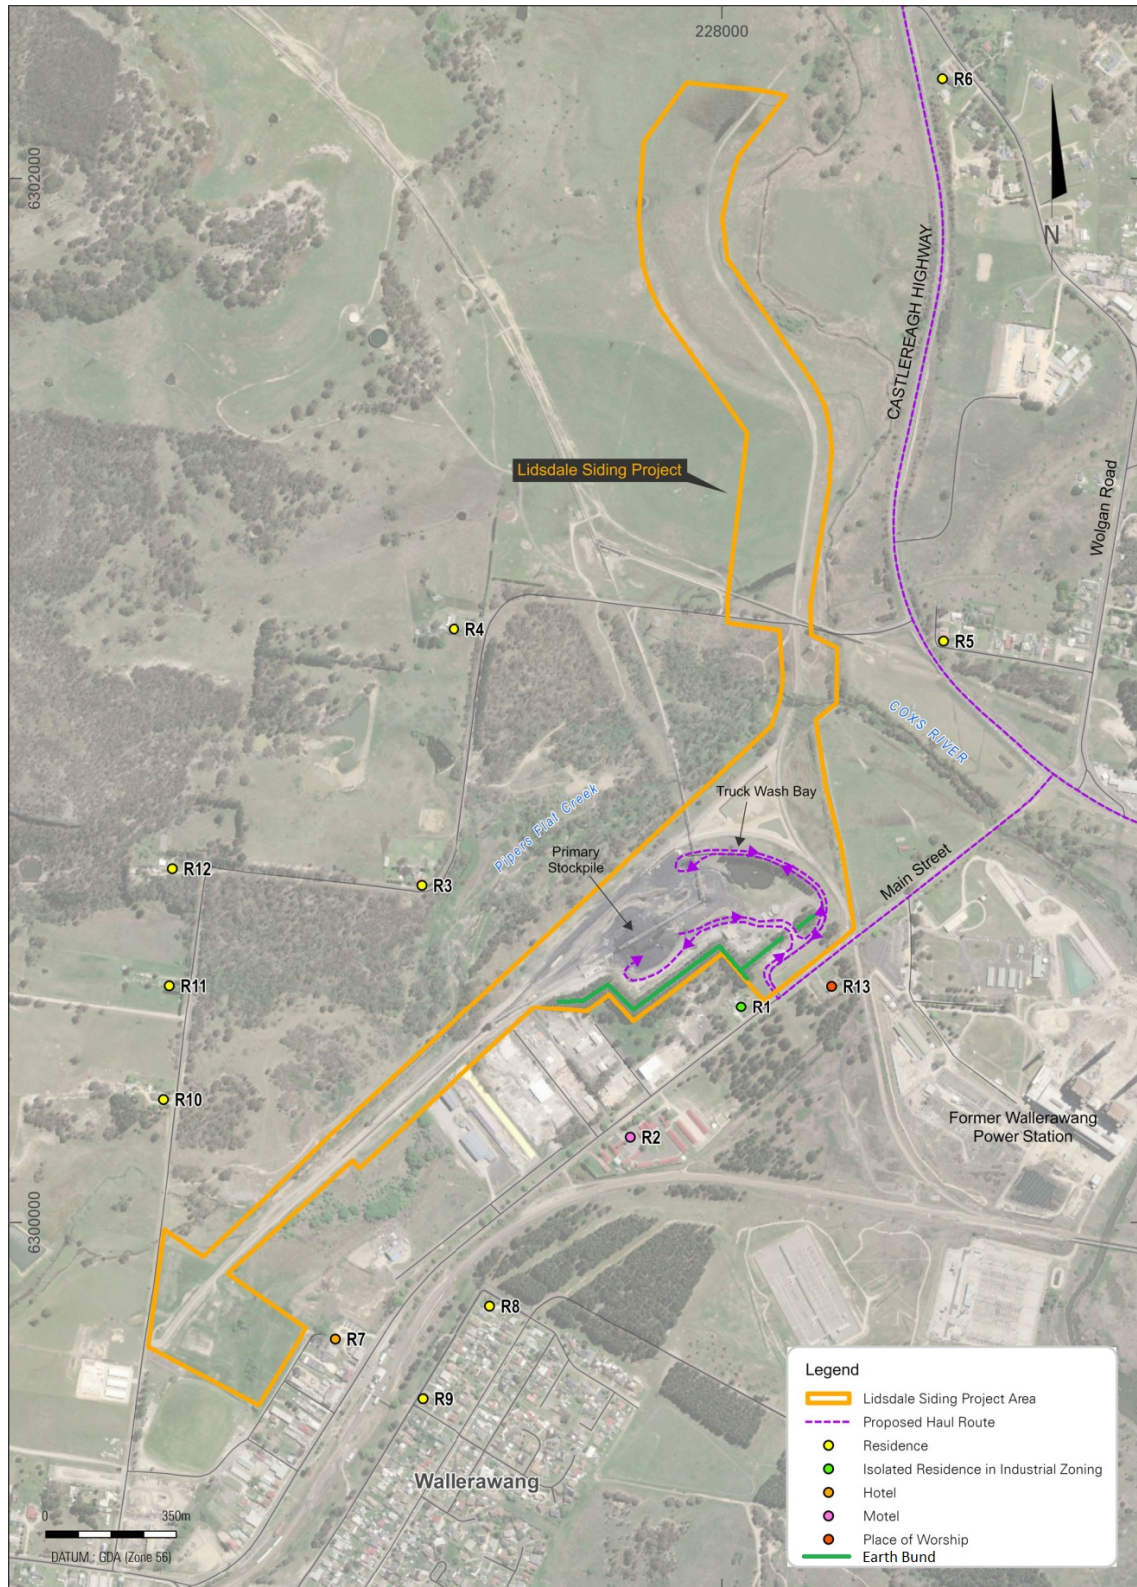 228000
R6
6302000
N
CASTLEREAGH HIGHWAY
Lidsdale Siding Project
Wolgan Road
R4
R5
COXS RIVER
Truck Wash Bay
Pipers Flat Creek
Primary
Stockpile
Main Street
R12
R3
R11
R13
R1
R10
R2
Former Wallerawang
Power Station
6300000
R8
R7
R9
Wallerawang
0
350m
DATUM : GDA (Zone 56)
Legend
Lidsdale Siding Project Area
Proposed Haul Route
Residence
Isolated Residence in Industrial Zoning
Hotel
Motel
Place of Worship
Earth Bund